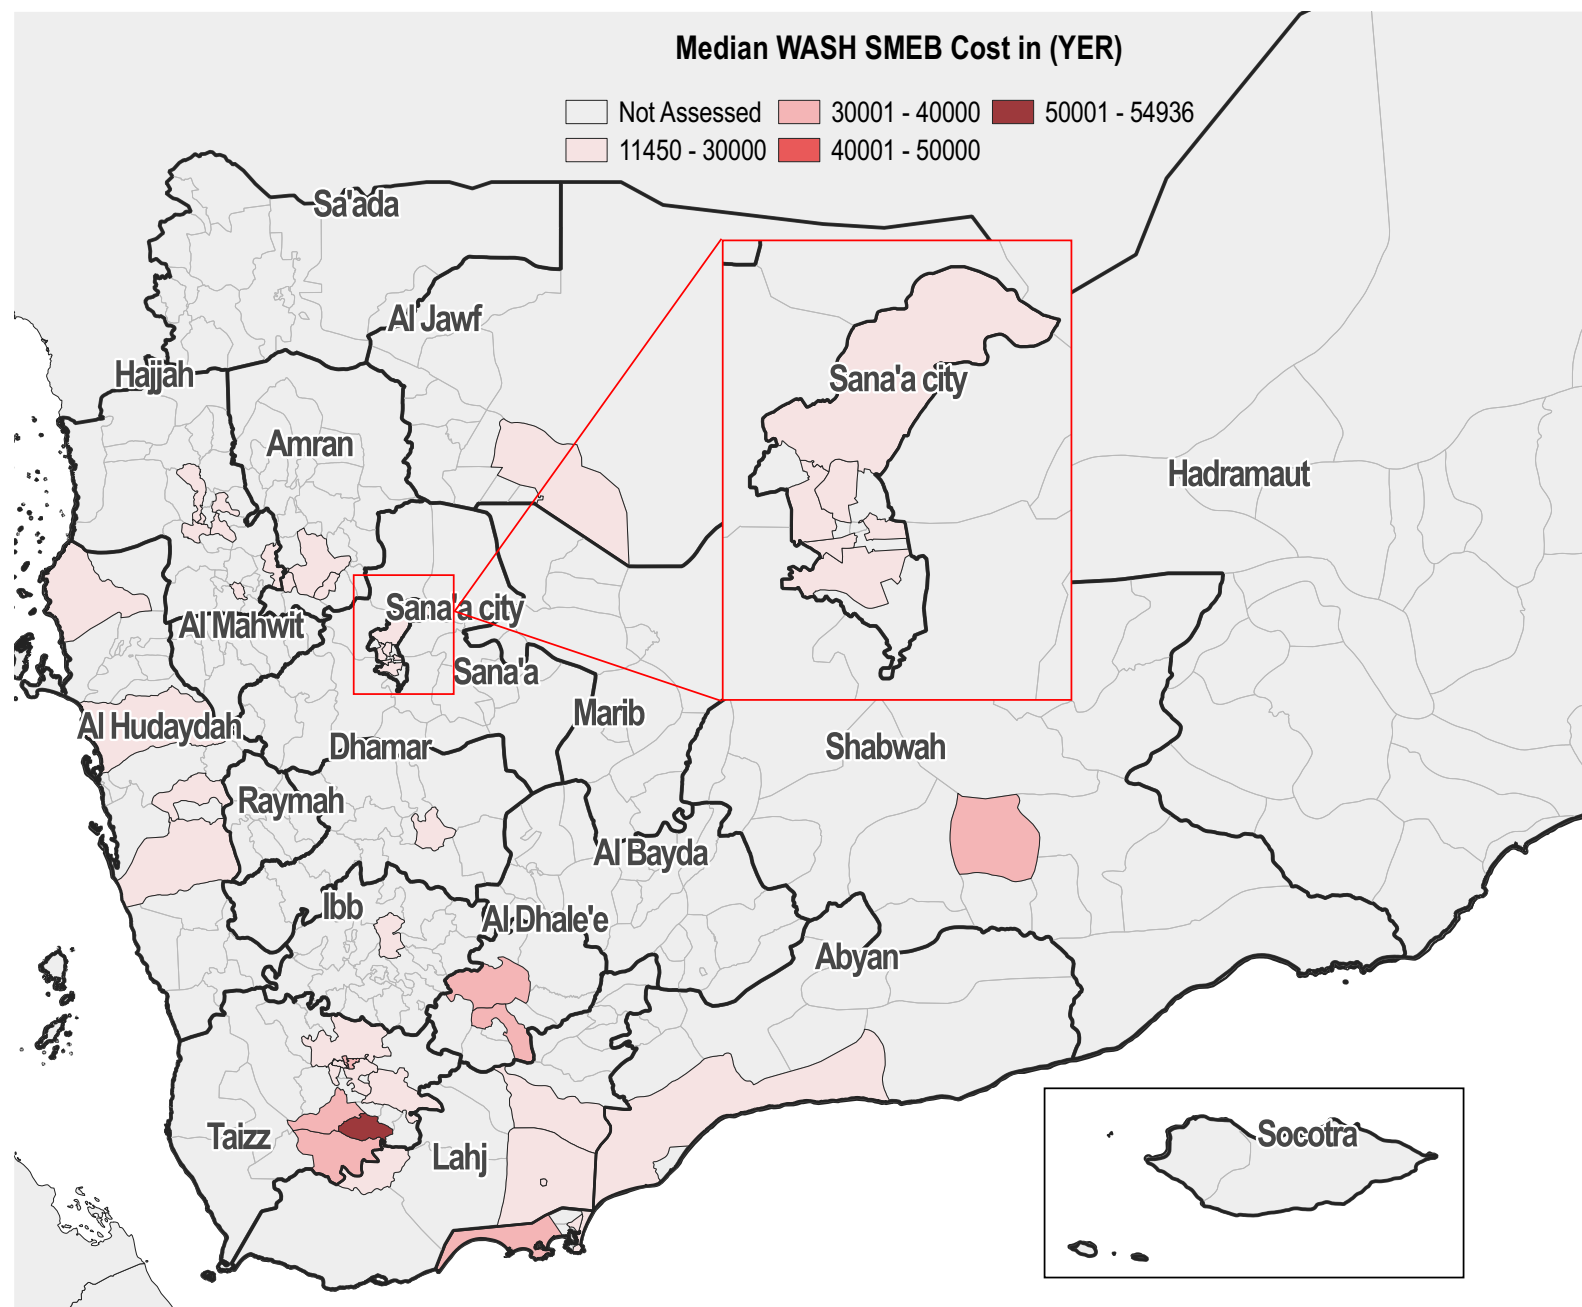 Median WASH SMEB Cost in (YER)
Not Assessed
30001 - 40000
50001 - 54936
11450 - 30000
40001 - 50000
Sa'ada
Al Jawf
Hajjah
Sana'a city
Amran
Hadramaut
Sana'a city
Al Mahwit
Sana'a
Marib
Al Hudaydah
Dhamar
Shabwah
Raymah
Al Bayda
Ibb
Al Dhale'e
Abyan
Taizz
Lahj
Socotra